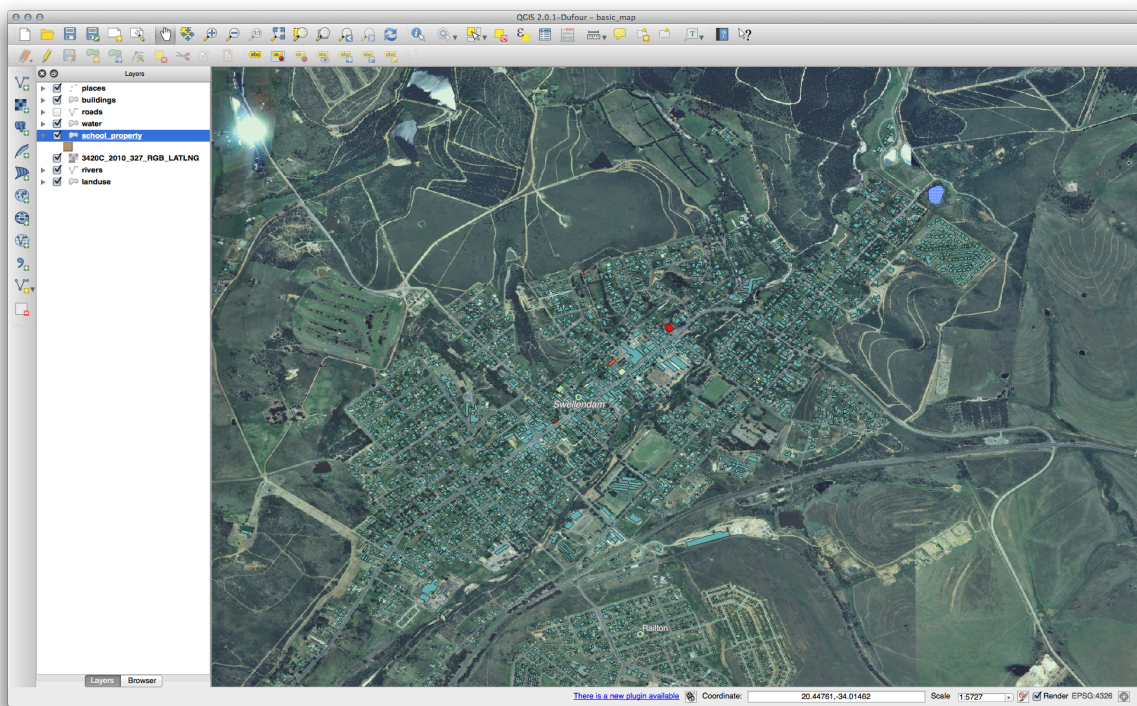 QGIS 2.0.1-Dufour - basic_map
Layers
places
buildings
roads
water
school_property
3420C_2010_327_RGB_LATLNG
rivers
landuse
Swellendam
Railton
Layers Browser
There is a new plugin available Coordinate: 20.44761,-34.01462 Scale 1:5727 Render EPSG:4326